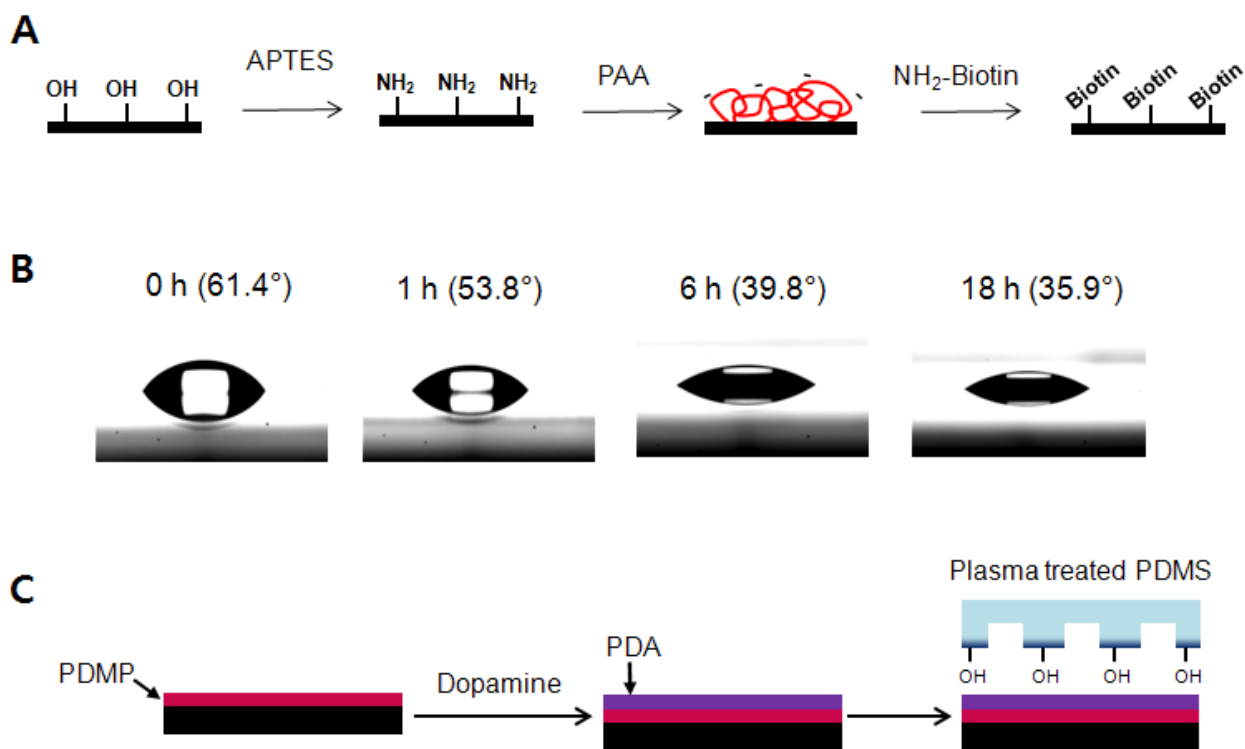 A
OH OH OH
APTES
NH₂ NH₂ NH₂
PAA
NH₂-Biotin
Biotin Biotin Biotin
B
0 h (61.4°)
1 h (53.8°)
6 h (39.8°)
18 h (35.9°)
C
PDMP
Dopamine
PDA
Plasma treated PDMS
OH OH OH OH